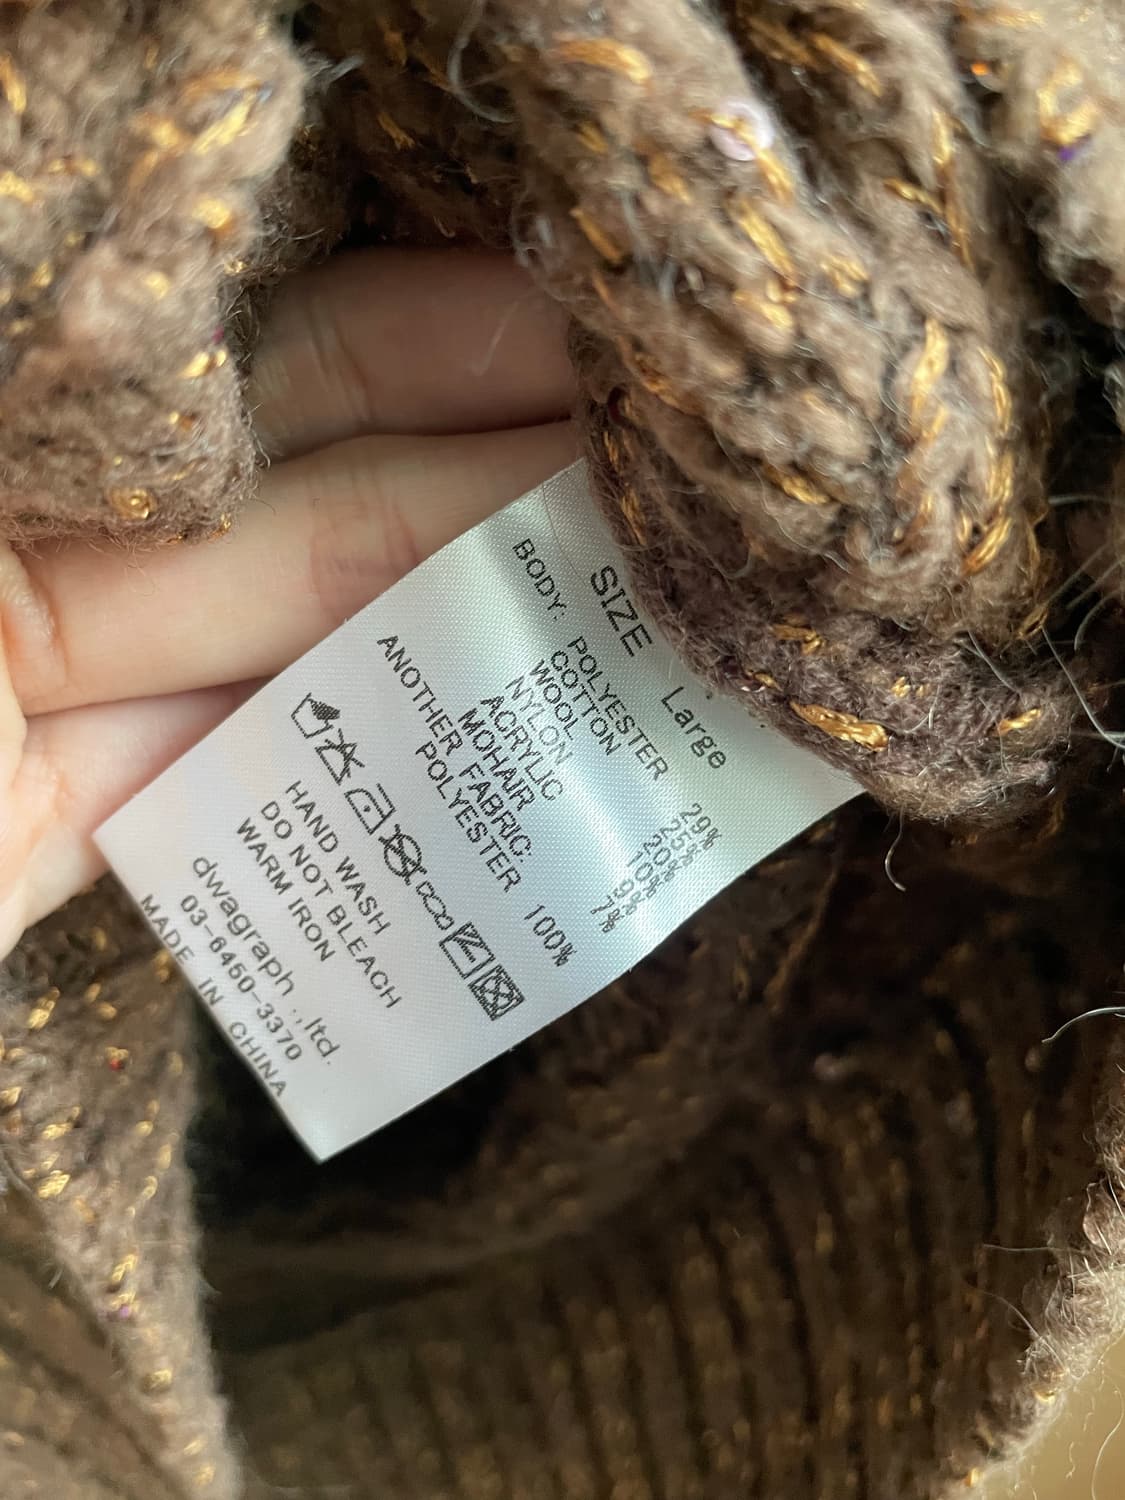 SIZE Large
BODY: POLYESTER 29%
COTTON 25%
WOOL 20%
NYLON 10%
ACRYLIC 9%
MOHAIR 7%
ANOTHER FABRIC:
POLYESTER 100%
HAND WASH
DO NOT BLEACH
WARM IRON
dwagraph .,ltd.
03-6450-3370
MADE IN CHINA